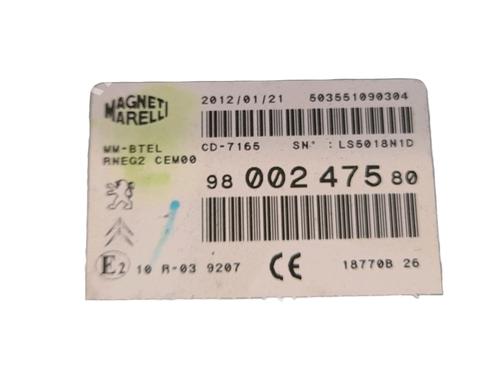 MAGNETI
MARELLI
2012/01/21 503551090304
MM-BTEL
RNEG2 CEM00
CD-7165 SN° : LS5018N1D
98 002 475 80
E2 10 R-03 9207 CE 18770B 26